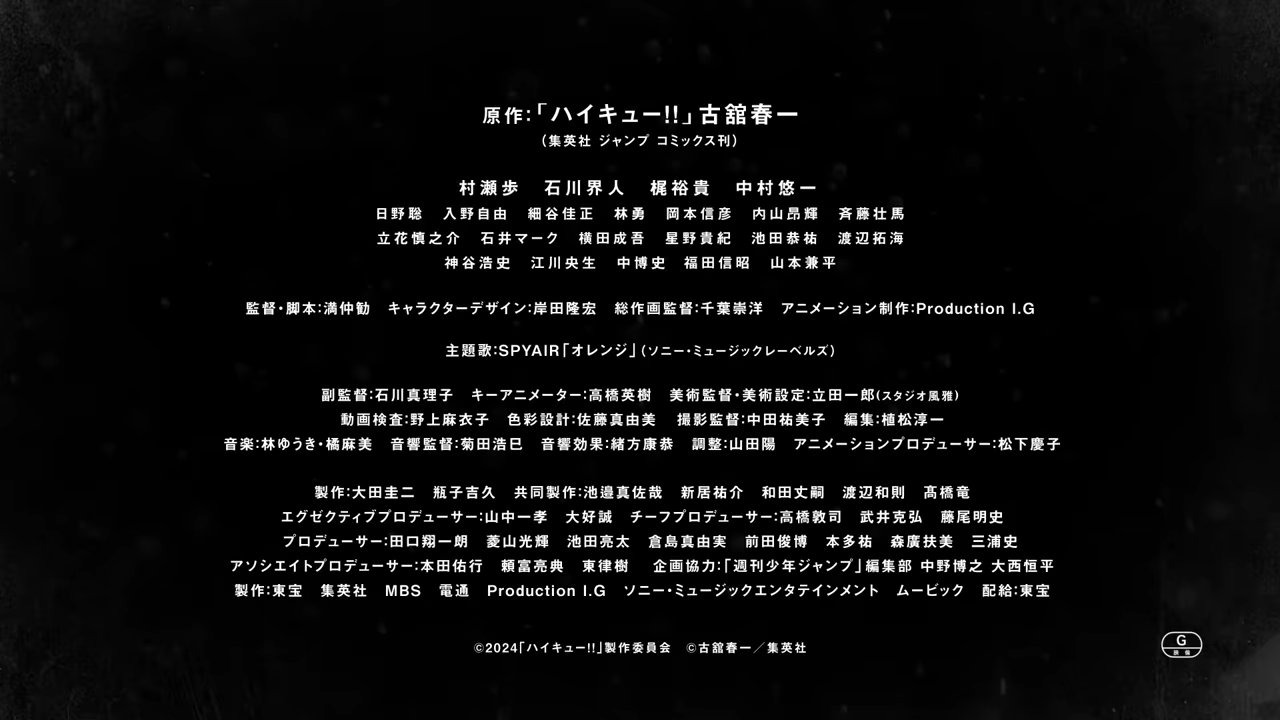 原作:「ハイキュー!!」古舘春一
（集英社 ジャンプ コミックス刊）
村瀬歩　石川界人　梶裕貴　中村悠一
日野聡　入野自由　細谷佳正　林勇　岡本信彦　内山昂輝　斉藤壮馬
立花慎之介　石井マーク　横田成吾　星野貴紀　池田恭祐　渡辺拓海
神谷浩史　江川央生　中博史　福田信昭　山本兼平
監督・脚本:満仲勧　キャラクターデザイン:岸田隆宏　総作画監督:千葉崇洋　アニメーション制作:Production I.G
主題歌:SPYAIR「オレンジ」（ソニー・ミュージックレーベルズ）
副監督:石川真理子　キーアニメーター:高橋英樹　美術監督・美術設定:立田一郎(スタジオ風雅)
動画検査:野上麻衣子　色彩設計:佐藤真由美　撮影監督:中田祐美子　編集:植松淳一
音楽:林ゆうき・橘麻美　音響監督:菊田浩巳　音響効果:緒方康恭　調整:山田陽　アニメーションプロデューサー:松下慶子
製作:大田圭二　瓶子吉久　共同製作:池邉真佐哉　新居祐介　和田丈嗣　渡辺和則　髙橋竜
エグゼクティブプロデューサー:山中一孝　大好誠　チーフプロデューサー:高橋敦司　武井克弘　藤尾明史
プロデューサー:田口翔一朗　菱山光輝　池田亮太　倉島真由実　前田俊博　本多祐　森廣扶美　三浦史
アソシエイトプロデューサー:本田佑行　頼富亮典　東律樹　企画協力:「週刊少年ジャンプ」編集部 中野博之 大西恒平
製作:東宝　集英社　MBS　電通　Production I.G　ソニー・ミュージックエンタテインメント　ムービック　配給:東宝
©2024「ハイキュー!!」製作委員会　©古舘春一／集英社
G
映倫